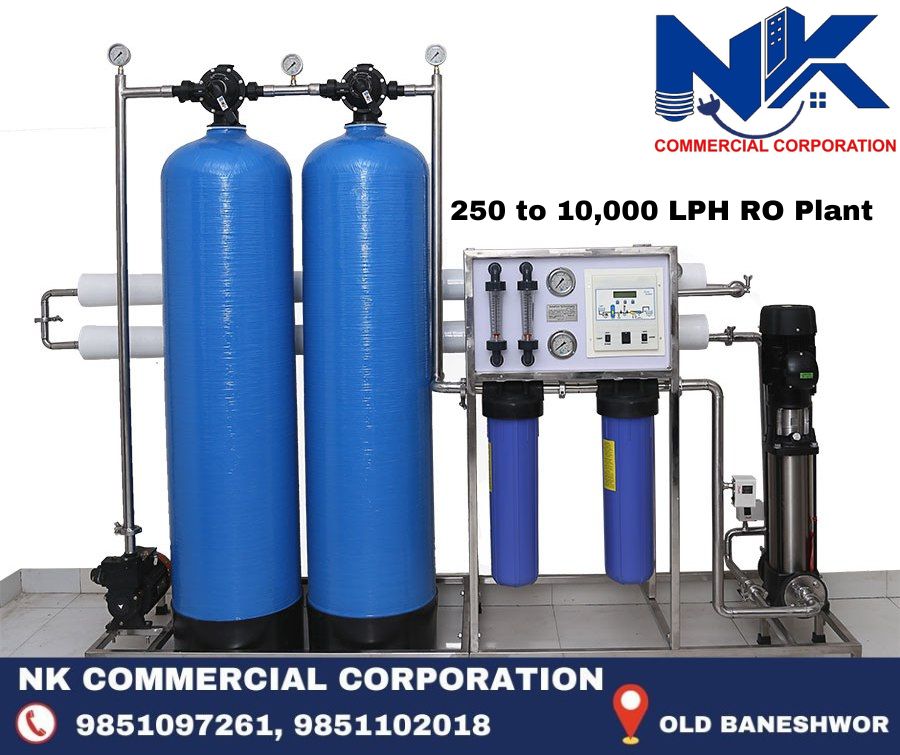 NK
COMMERCIAL CORPORATION
250 to 10,000 LPH RO Plant
NK COMMERCIAL CORPORATION
9851097261, 9851102018
OLD BANESHWOR